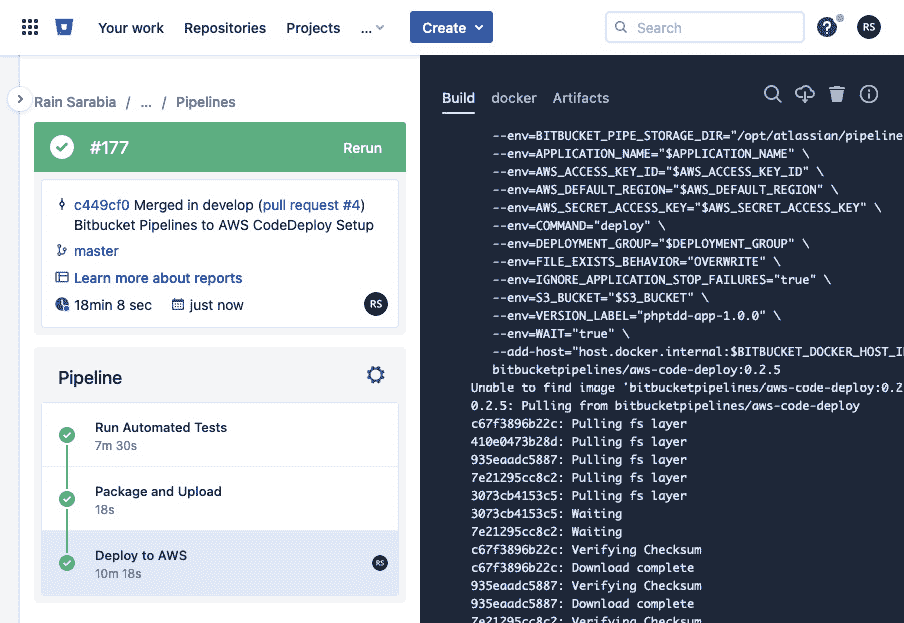 Your work Repositories Projects ... Create Search ? RS
Rain Sarabia / ... / Pipelines
#177 Rerun
c449cf0 Merged in develop (pull request #4)
Bitbucket Pipelines to AWS CodeDeploy Setup
master
Learn more about reports
18min 8 sec just now RS
Pipeline
Run Automated Tests
7m 30s
Package and Upload
18s
Deploy to AWS
10m 18s
RS
Build docker Artifacts
--env=BITBUCKET_PIPE_STORAGE_DIR="/opt/atlassian/pipeline
--env=APPLICATION_NAME="$APPLICATION_NAME" \
--env=AWS_ACCESS_KEY_ID="$AWS_ACCESS_KEY_ID" \
--env=AWS_DEFAULT_REGION="$AWS_DEFAULT_REGION" \
--env=AWS_SECRET_ACCESS_KEY="$AWS_SECRET_ACCESS_KEY" \
--env=COMMAND="deploy" \
--env=DEPLOYMENT_GROUP="$DEPLOYMENT_GROUP" \
--env=FILE_EXISTS_BEHAVIOR="OVERWRITE" \
--env=IGNORE_APPLICATION_STOP_FAILURES="true" \
--env=S3_BUCKET="$S3_BUCKET" \
--env=VERSION_LABEL="phptdd-app-1.0.0" \
--env=WAIT="true" \
--add-host="host.docker.internal:$BITBUCKET_DOCKER_HOST_I
bitbucketpipelines/aws-code-deploy:0.2.5
Unable to find image 'bitbucketpipelines/aws-code-deploy:0.2
0.2.5: Pulling from bitbucketpipelines/aws-code-deploy
c67f3896b22c: Pulling fs layer
410e0473b28d: Pulling fs layer
935eaadc5887: Pulling fs layer
7e21295cc8c2: Pulling fs layer
3073cb4153c5: Pulling fs layer
3073cb4153c5: Waiting
7e21295cc8c2: Waiting
c67f3896b22c: Verifying Checksum
c67f3896b22c: Download complete
935eaadc5887: Verifying Checksum
935eaadc5887: Download complete
7e21295cc8c2: Verifying Checksum